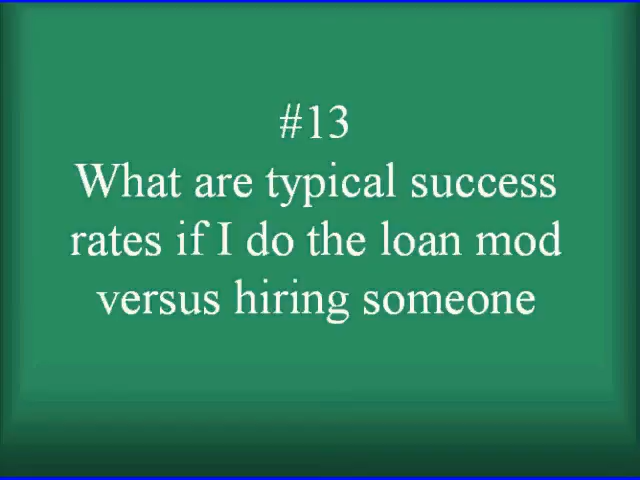 #13
What are typical success
rates if I do the loan mod
versus hiring someone